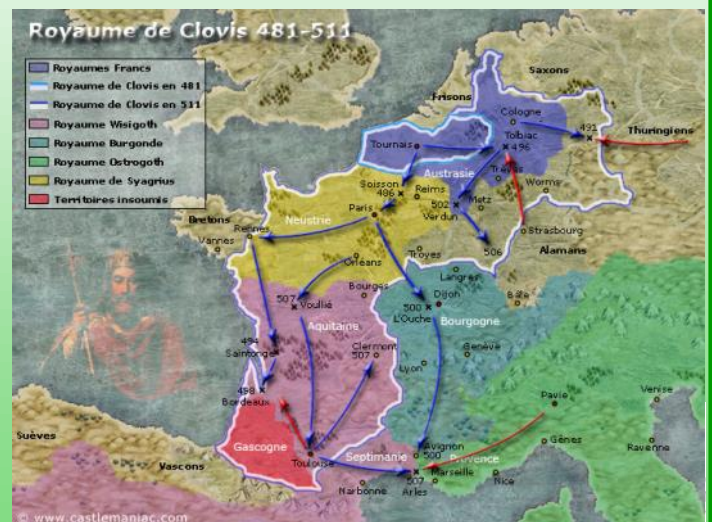 Royaume de Clovis 481-511
Royaumes Francs
Royaume de Clovis en 481
Royaume de Clovis en 511
Royaume Wisigoth
Royaume Burgonde
Royaume Ostrogoth
Royaume de Syagrius
Territoires insoumis
Saxons
Frisons
Cologne
491
Thuringiens
Tournais
Tolbiac
496
Austrasie
Soisson
486
Reims
Trèves
Worms
Metz
502
Verdun
Paris
Neustrie
Bretons
Rennes
Vannes
Strasbourg
506
Alamans
Troyes
Orléans
Langres
Bourges
Dijon
Bâle
507
Voullié
500
L'Ouche
Bourgogne
Aquitaine
494
Saintonge
Clermont
507
Genève
Lyon
498
Bordeaux
Pavie
Venise
Suèves
Gascogne
Toulouse
Septimanie
Avignon
500
Provence
Gênes
Ravenne
Vascons
Marseille
507
Arles
Nice
Narbonne
© www.castlemaniac.com